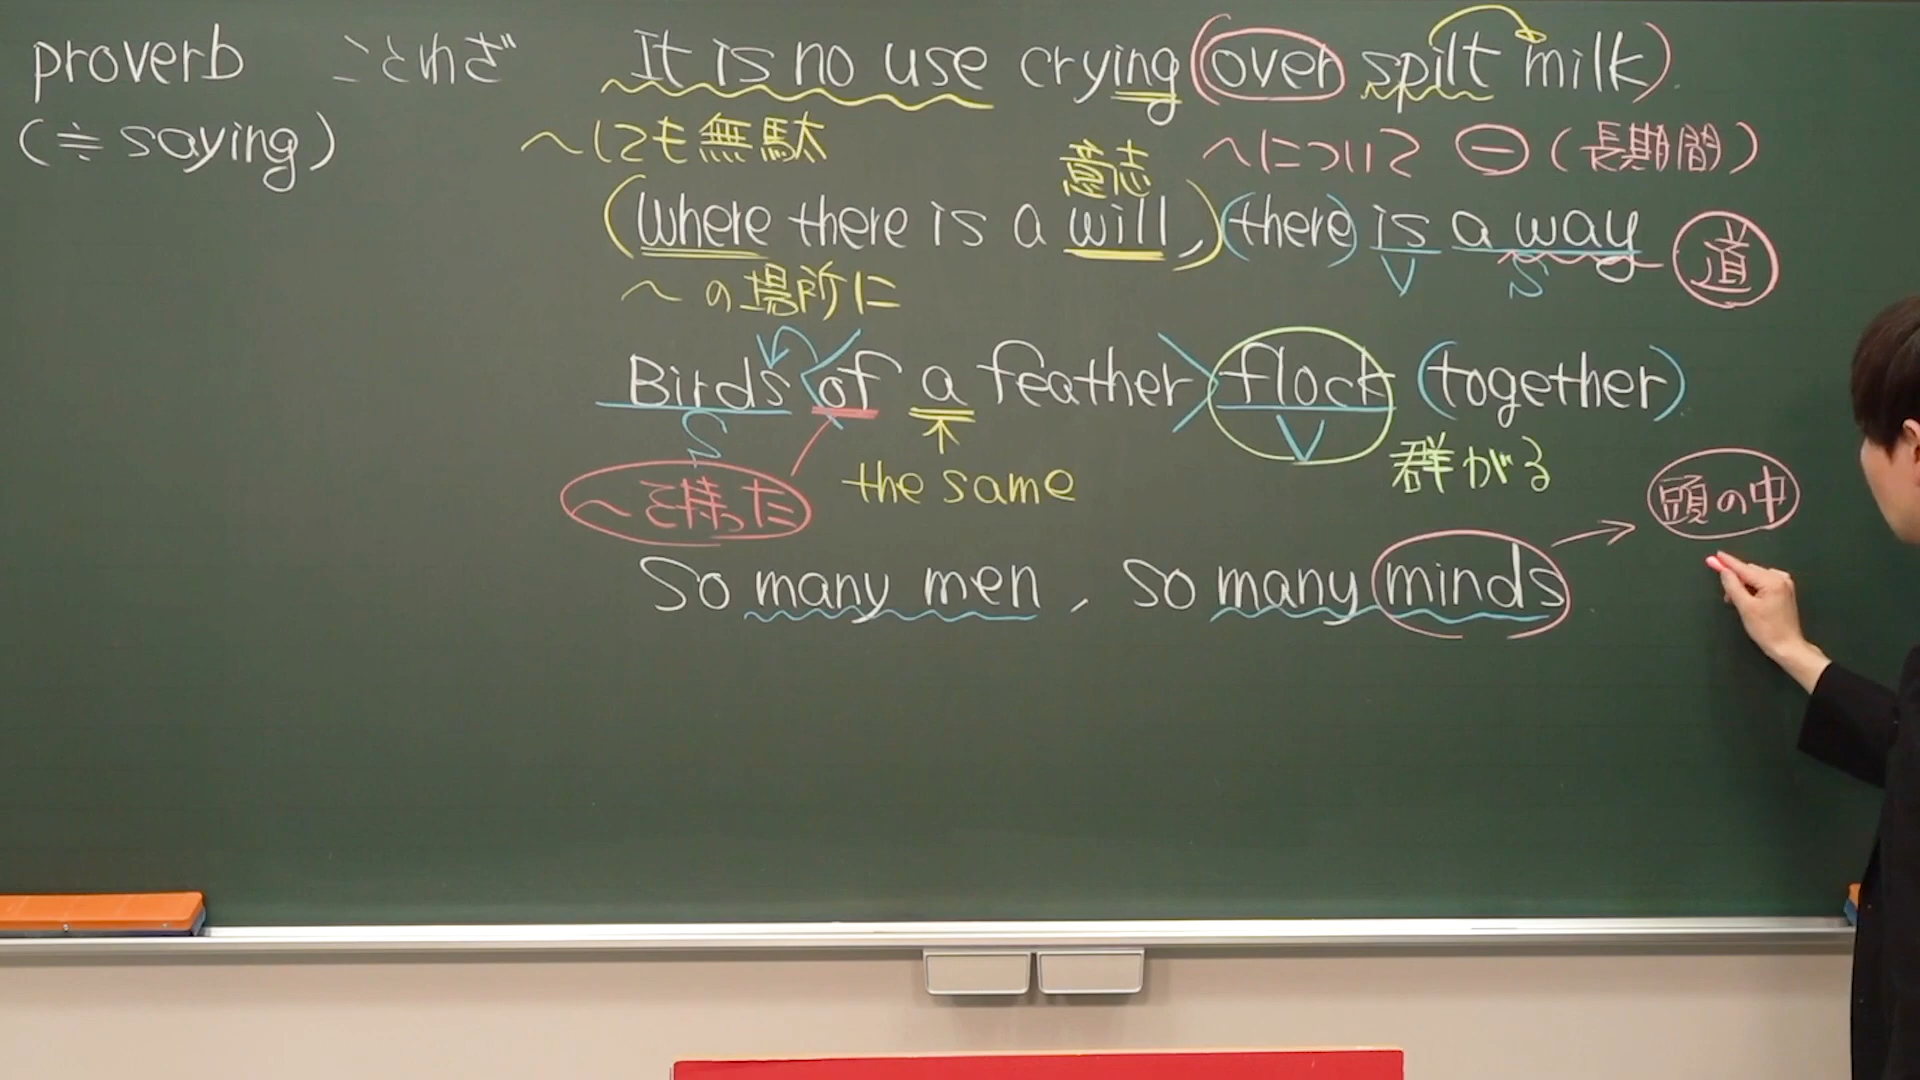 proverb ことわざ
(≒ saying)
It is no use crying (over spilt milk).
〜しても無駄
〜について ⊖ (長期間)
意志
(Where there is a will,) (there) is a way
道
V S
〜の場所に
Birds <of a feather> flock (together)
S V
〜を持った
the same
群がる
頭の中
So many men, so many minds